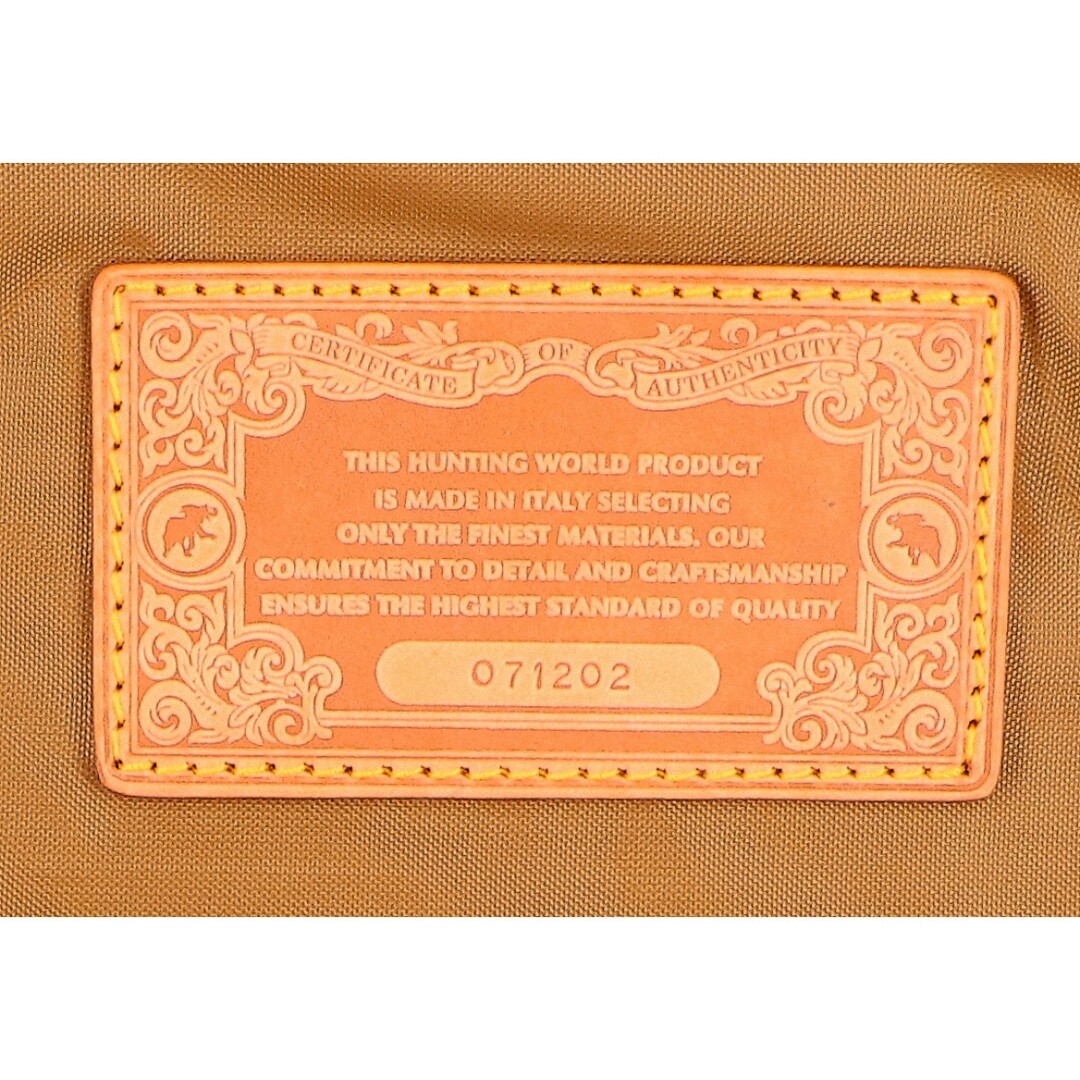 CERTIFICATE OF AUTHENTICITY
THIS HUNTING WORLD PRODUCT
IS MADE IN ITALY SELECTING
ONLY THE FINEST MATERIALS. OUR
COMMITMENT TO DETAIL AND CRAFTSMANSHIP
ENSURES THE HIGHEST STANDARD OF QUALITY
071202